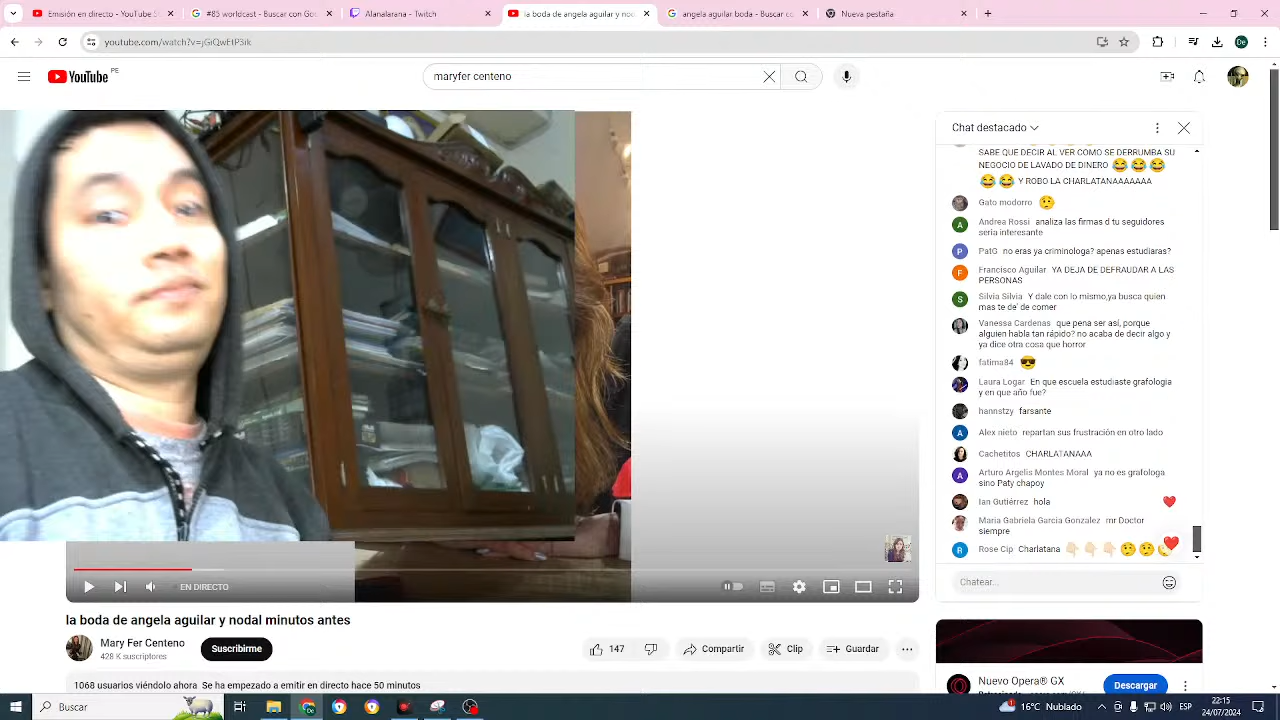 Emisión en directo - YouTube St
#85 worldcast - Buscar con Go
Alanalarana - Twitch
la boda de angela aguilar y no
angela aguilar boda - Buscar c
Nueva pestaña
youtube.com/watch?v=jGiQwEtPSik
De
YouTube PE
maryfer centeno
Chat destacado
SABE QUE DECIR AL VER COMO SE DERRUMBA SU
NEGOCIO DE LAVADO DE DINERO 😂 😂 😂
😂 😂 Y ROBO LA CHARLATANAAAAAAA
Gato modorro
Andrea Rossi analiza las firmas d tu seguidores
seria interesante
PatG no eras ya criminologa? apenas estudiaras?
Francisco Aguilar YA DEJA DE DEFRAUDAR A LAS
PERSONAS
Silvia Silvia Y dale con lo mismo,ya busca quien
mas te de' de comer
Vanessa Cardenas que pena ser así, porque
alguien habla tan rápido? no acaba de decir algo y
ya dice otra cosa que horror
fatima84 😎
Laura Logar En que escuela estudiaste grafologia
y en que año fue?
hannstzy farsante
Alex nieto repartan sus frustración en otro lado
Cachetitos CHARLATANAAA
Arturo Argelis Montes Moral ya no es grafologa
sino Paty chapoy
Ian Gutiérrez hola
Maria Gabriela Garcia Gonzalez mr Doctor
siempre
Rose Cip Charlatana 👇🏻 👇🏻 👇🏻
Chatear...
EN DIRECTO
la boda de angela aguilar y nodal minutos antes
Mary Fer Centeno
428 K suscriptores
Suscribirme
147
Compartir
Clip
Guardar
1068 usuarios viéndolo ahora Se ha empezado a emitir en directo hace 50 minutos
Nuevo Opera® GX
Descargar
Buscar
16°C Nublado
ESP
22:15
24/07/2024